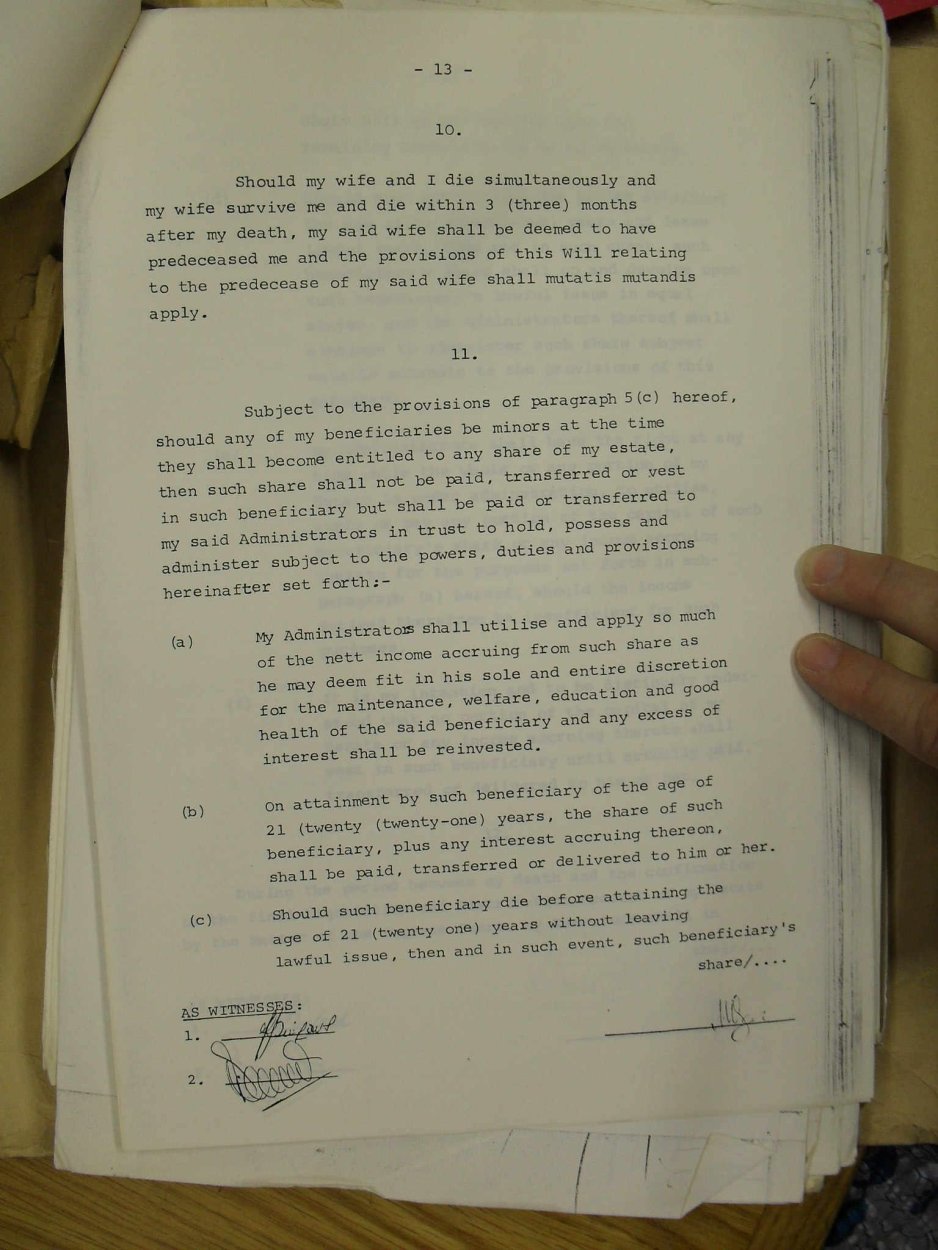 - 13 -
10.
Should my wife and I die simultaneously and
my wife survive me and die within 3 (three) months
after my death, my said wife shall be deemed to have
predeceased me and the provisions of this Will relating
to the predecease of my said wife shall mutatis mutandis
apply.
11.
Subject to the provisions of paragraph 5(c) hereof,
should any of my beneficiaries be minors at the time
they shall become entitled to any share of my estate,
then such share shall not be paid, transferred or vest
in such beneficiary but shall be paid or transferred to
my said Administrators in trust to hold, possess and
administer subject to the powers, duties and provisions
hereinafter set forth:-
(a) My Administrators shall utilise and apply so much
of the nett income accruing from such share as
he may deem fit in his sole and entire discretion
for the maintenance, welfare, education and good
health of the said beneficiary and any excess of
interest shall be reinvested.
(b) On attainment by such beneficiary of the age of
21 (twenty (twenty-one) years, the share of such
beneficiary, plus any interest accruing thereon,
shall be paid, transferred or delivered to him or her.
(c) Should such beneficiary die before attaining the
age of 21 (twenty one) years without leaving
lawful issue, then and in such event, such beneficiary's
share/....
AS WITNESSES:
1.
2.